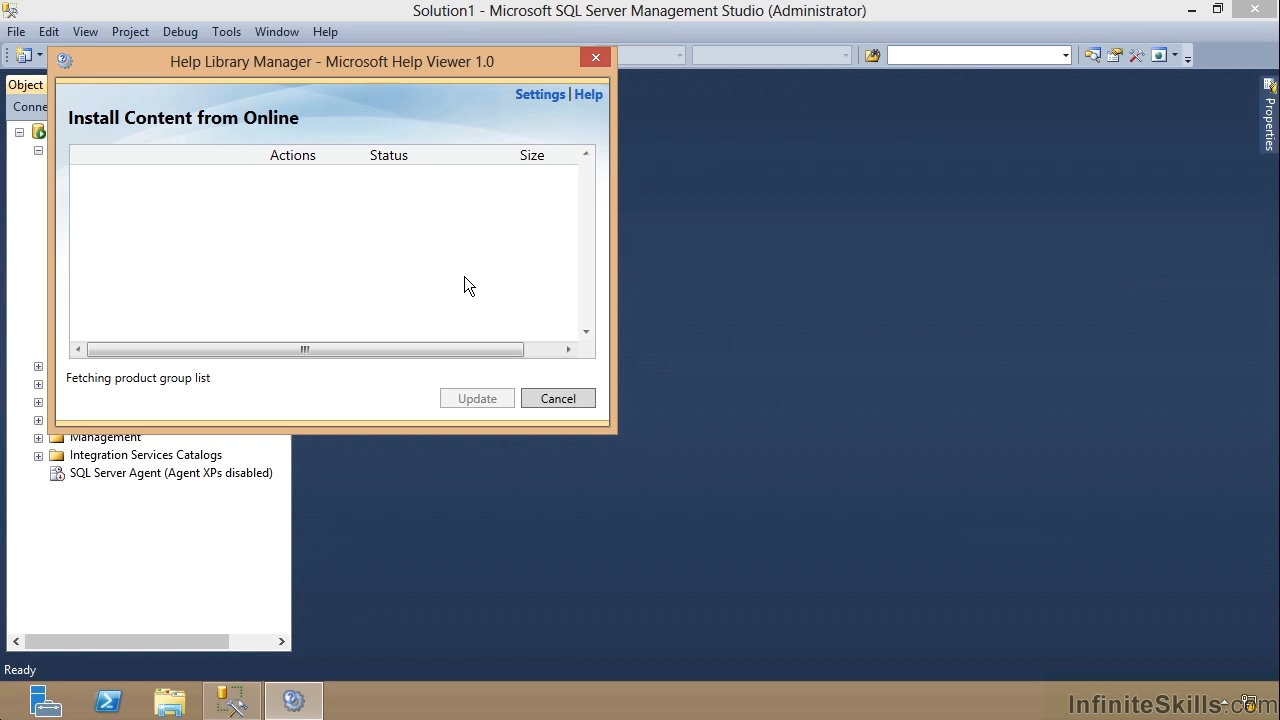 Solution1 - Microsoft SQL Server Management Studio (Administrator)
File Edit View Project Debug Tools Window Help
Help Library Manager - Microsoft Help Viewer 1.0
Object
Conne
Settings | Help
Install Content from Online
Actions Status Size
Fetching product group list
Update Cancel
Management
Integration Services Catalogs
SQL Server Agent (Agent XPs disabled)
Properties
Ready
InfiniteSkills.com